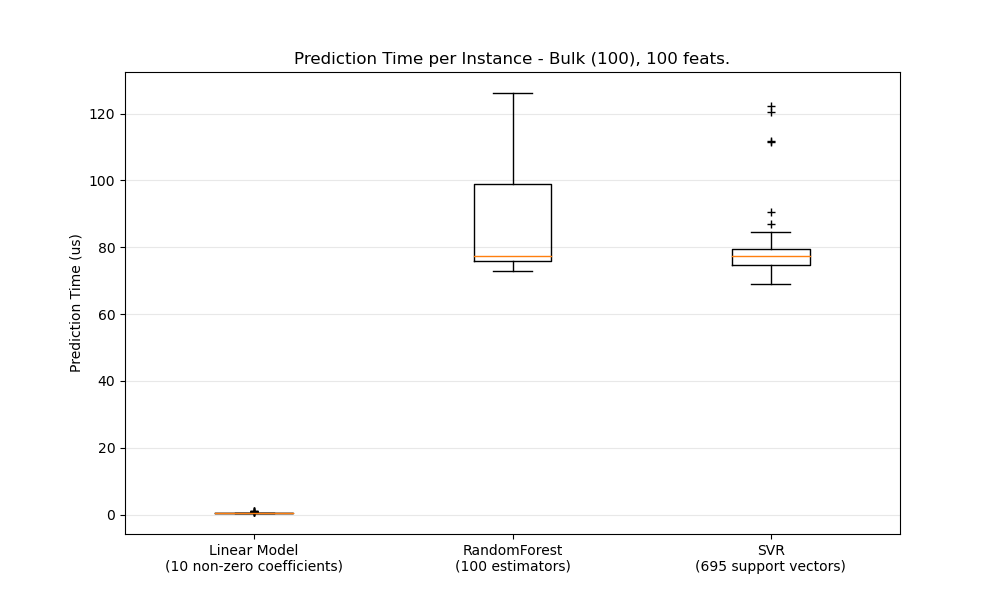 Prediction Time per Instance - Bulk (100), 100 feats.
Prediction Time (us)
120
100
80
60
40
20
0
Linear Model
(10 non-zero coefficients)
RandomForest
(100 estimators)
SVR
(695 support vectors)